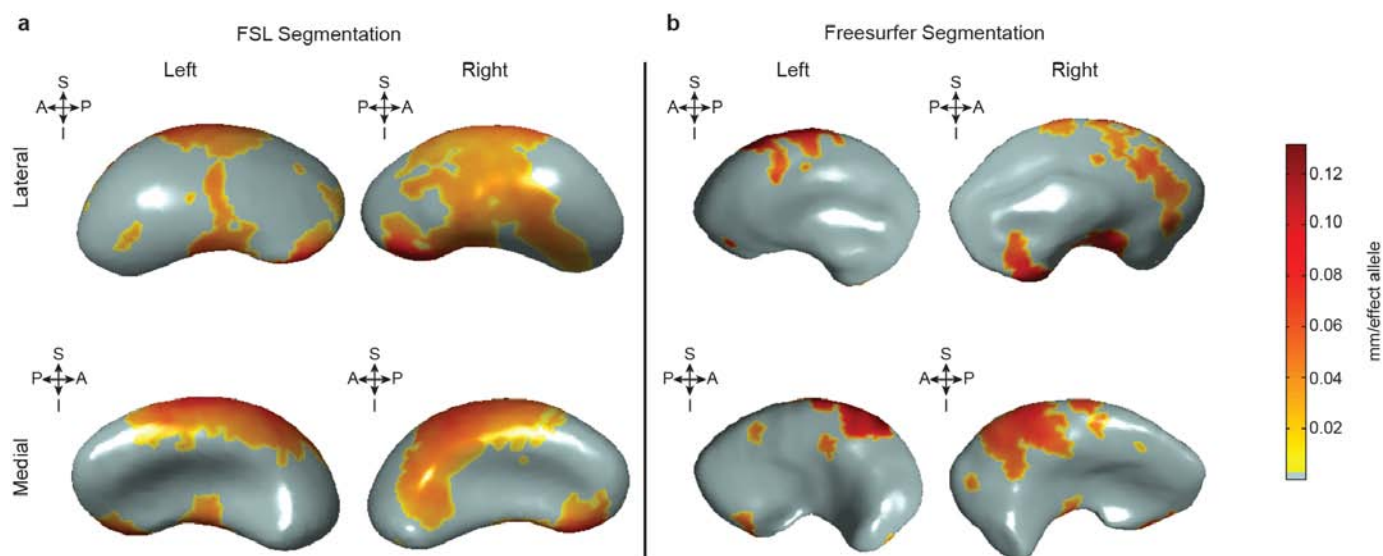 a
b
FSL Segmentation
Freesurfer Segmentation
Left
Right
Left
Right
S
A P
I
S
P A
I
S
A P
I
S
P A
I
Lateral
S
P A
I
S
A P
I
S
P A
I
S
A P
I
Medial
0.12
0.10
0.08
0.06
0.04
0.02
mm/effect allele